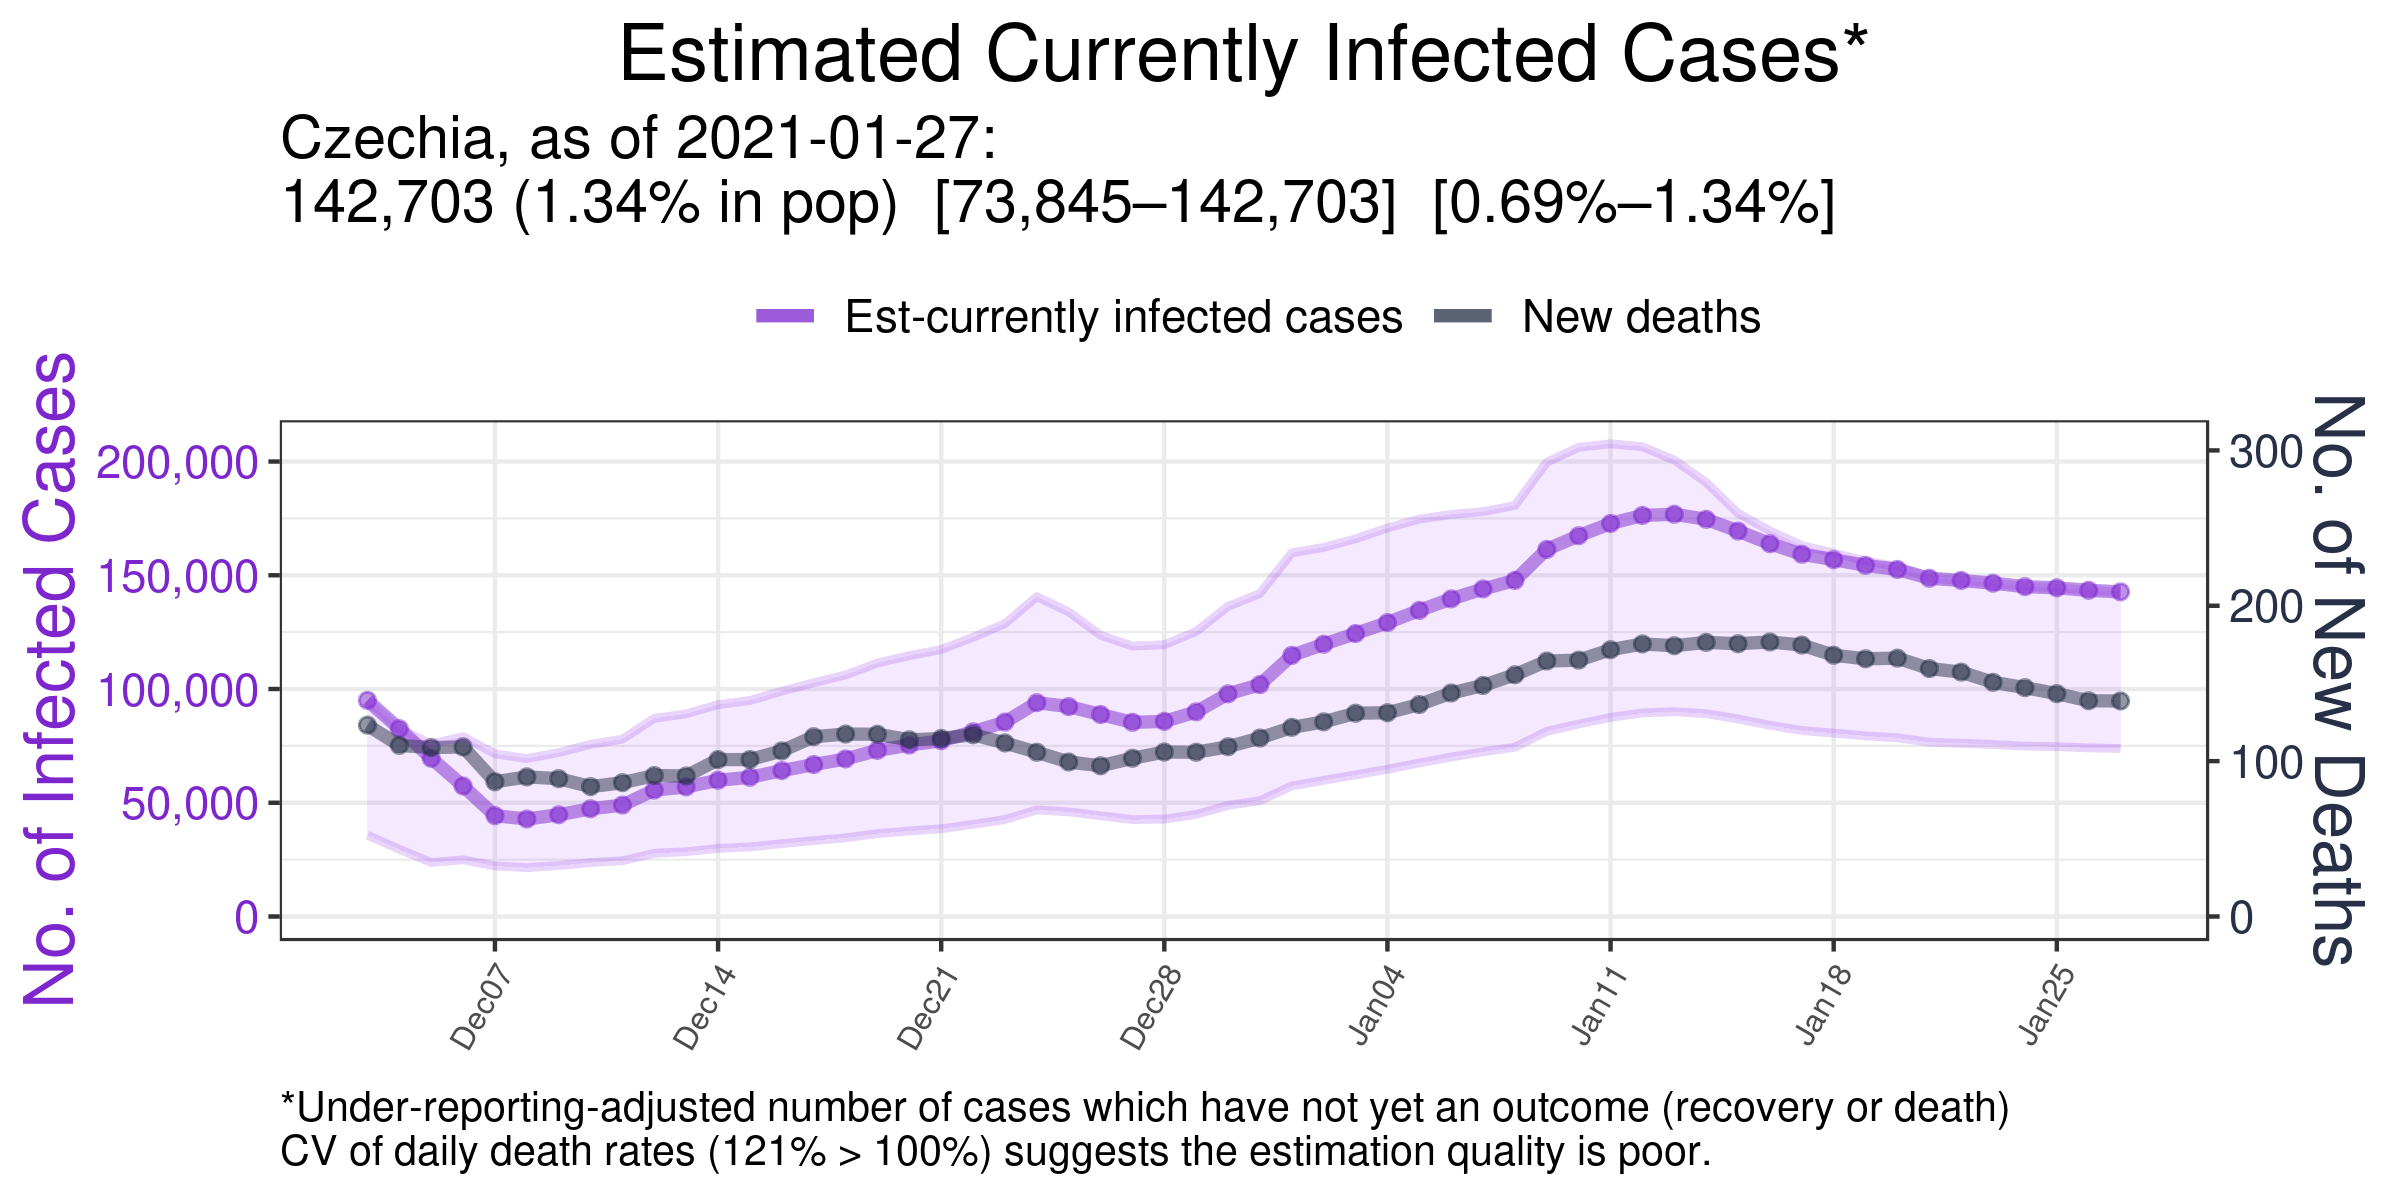 Estimated Currently Infected Cases*
Czechia, as of 2021-01-27:
142,703 (1.34% in pop)  [73,845–142,703]  [0.69%–1.34%]
Est-currently infected cases
New deaths
No. of Infected Cases
200,000
150,000
100,000
50,000
0
300
200
100
0
No. of New Deaths
Dec07
Dec14
Dec21
Dec28
Jan04
Jan11
Jan18
Jan25
*Under-reporting-adjusted number of cases which have not yet an outcome (recovery or death)
CV of daily death rates (121% > 100%) suggests the estimation quality is poor.